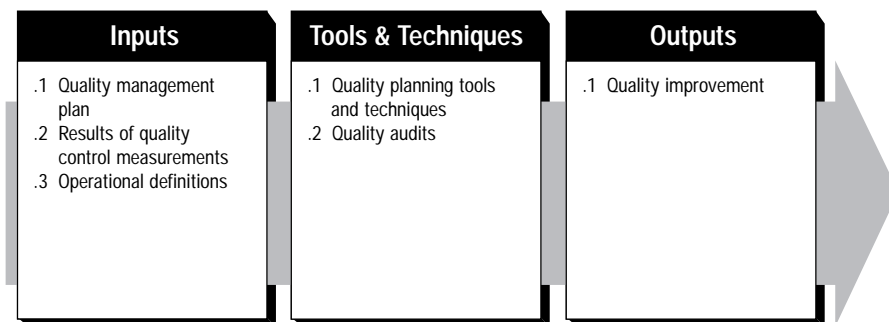 Inputs
.1 Quality management
plan
.2 Results of quality
control measurements
.3 Operational definitions
Tools & Techniques
.1 Quality planning tools
and techniques
.2 Quality audits
Outputs
.1 Quality improvement